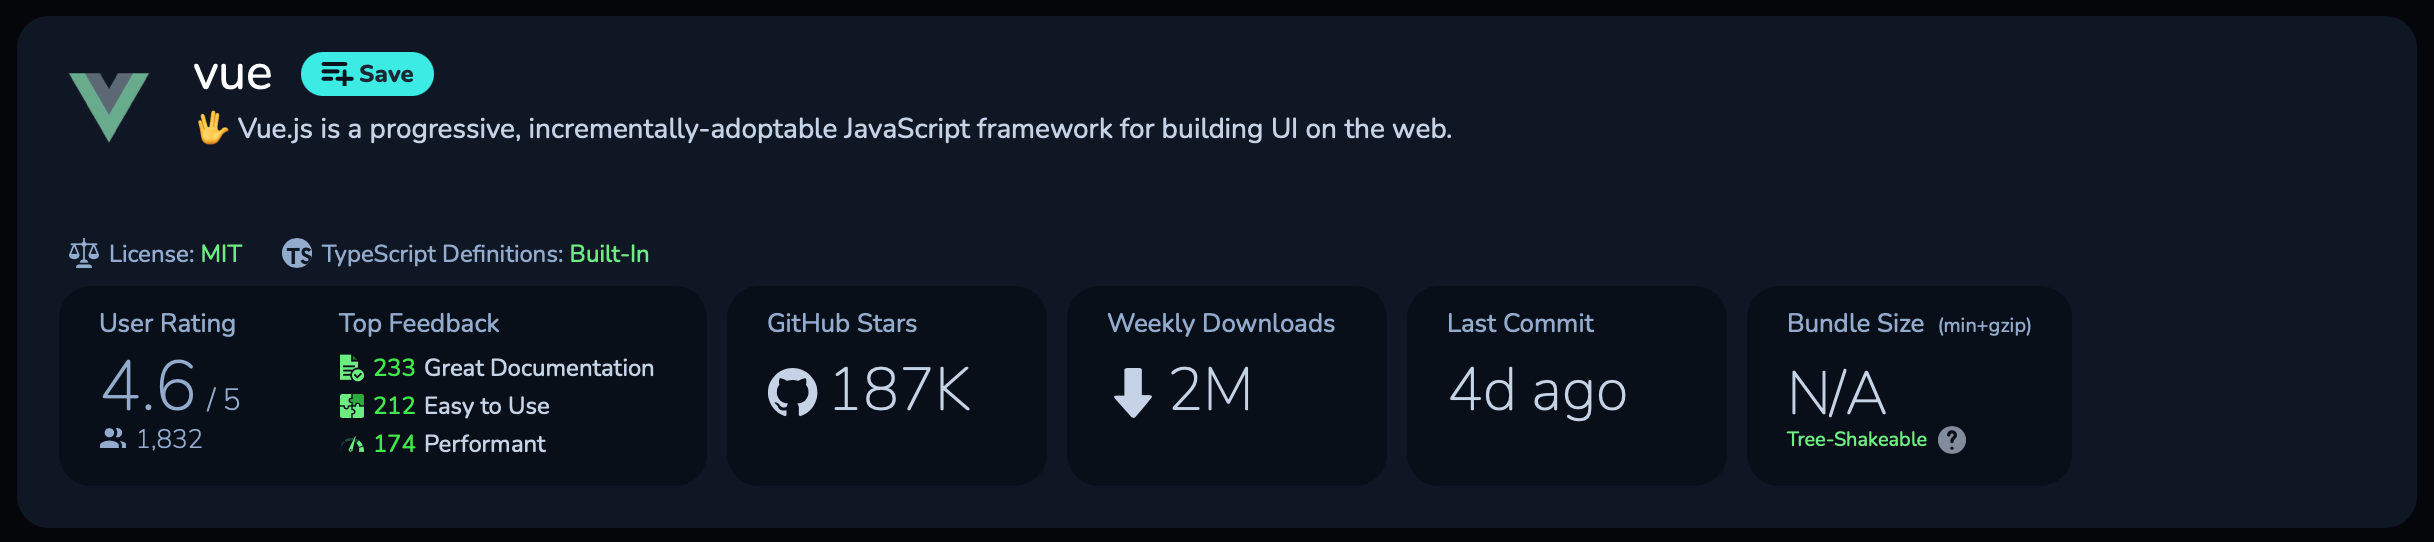 vue
Save
🖖 Vue.js is a progressive, incrementally-adoptable JavaScript framework for building UI on the web.
License: MIT
TS TypeScript Definitions: Built-In
User Rating
4.6 / 5
1,832
Top Feedback
233 Great Documentation
212 Easy to Use
174 Performant
GitHub Stars
187K
Weekly Downloads
2M
Last Commit
4d ago
Bundle Size (min+gzip)
N/A
Tree-Shakeable ?